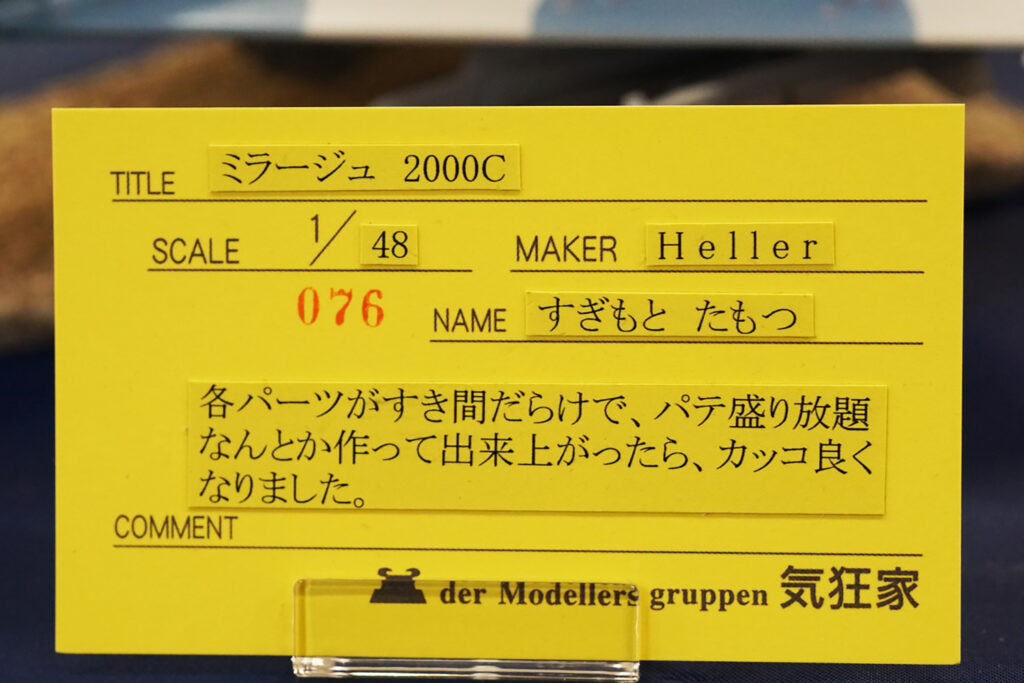 TITLE ミラージュ 2000C
SCALE 1/48 MAKER Heller
076 NAME すぎもと たもつ
各パーツがすき間だらけで、パテ盛り放題
なんとか作って出来上がったら、カッコ良く
なりました。
COMMENT
der Modellers gruppen 気狂家